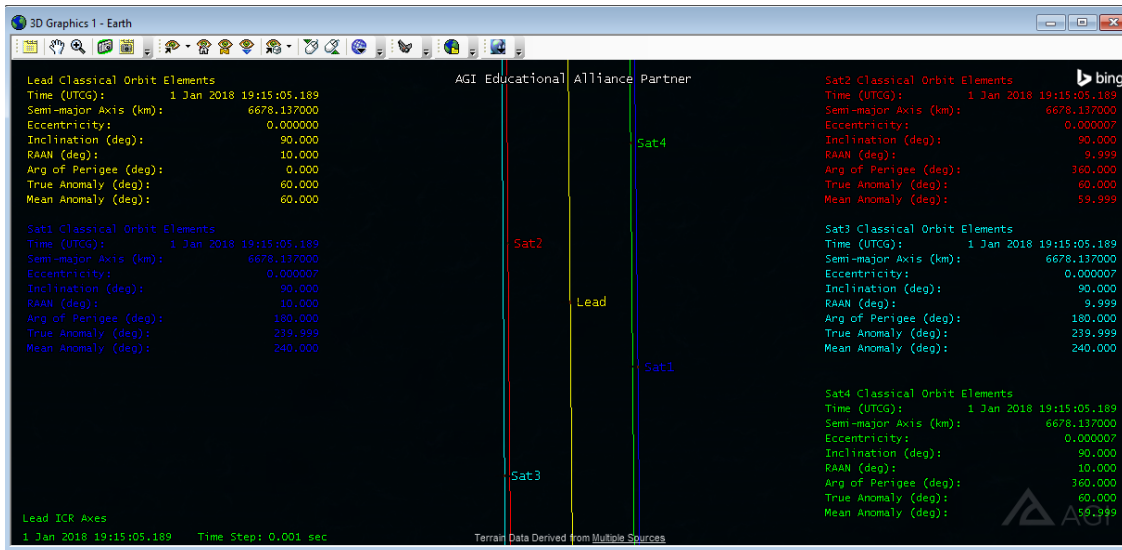 3D Graphics 1 - Earth
AGI Educational Alliance Partner
bing
Lead Classical Orbit Elements
Time (UTCG): 1 Jan 2018 19:15:05.189
Semi-major Axis (km): 6678.137000
Eccentricity: 0.000000
Inclination (deg): 90.000
RAAN (deg): 10.000
Arg of Perigee (deg): 0.000
True Anomaly (deg): 60.000
Mean Anomaly (deg): 60.000
Sat1 Classical Orbit Elements
Time (UTCG): 1 Jan 2018 19:15:05.189
Semi-major Axis (km): 6678.137000
Eccentricity: 0.000007
Inclination (deg): 90.000
RAAN (deg): 10.000
Arg of Perigee (deg): 180.000
True Anomaly (deg): 239.999
Mean Anomaly (deg): 240.000
Sat4
Sat2
Lead
Sat1
Sat3
Sat2 Classical Orbit Elements
Time (UTCG): 1 Jan 2018 19:15:05.189
Semi-major Axis (km): 6678.137000
Eccentricity: 0.000007
Inclination (deg): 90.000
RAAN (deg): 9.999
Arg of Perigee (deg): 360.000
True Anomaly (deg): 60.000
Mean Anomaly (deg): 59.999
Sat3 Classical Orbit Elements
Time (UTCG): 1 Jan 2018 19:15:05.189
Semi-major Axis (km): 6678.137000
Eccentricity: 0.000007
Inclination (deg): 90.000
RAAN (deg): 9.999
Arg of Perigee (deg): 180.000
True Anomaly (deg): 239.999
Mean Anomaly (deg): 240.000
Sat4 Classical Orbit Elements
Time (UTCG): 1 Jan 2018 19:15:05.189
Semi-major Axis (km): 6678.137000
Eccentricity: 0.000007
Inclination (deg): 90.000
RAAN (deg): 10.000
Arg of Perigee (deg): 360.000
True Anomaly (deg): 60.000
Mean Anomaly (deg): 59.999
AGI
Lead ICR Axes
1 Jan 2018 19:15:05.189 Time Step: 0.001 sec
Terrain Data Derived from Multiple Sources